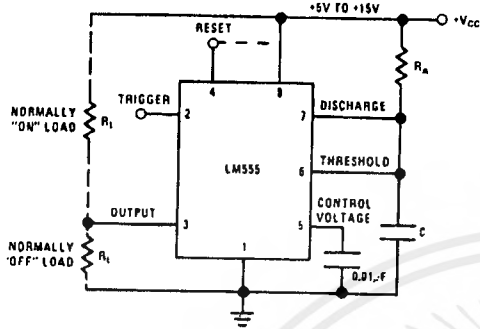 +5V TO +15V
+VCC
RESET
RA
4
8
TRIGGER
2
7
DISCHARGE
NORMALLY
"ON" LOAD
RL
LM555
6
THRESHOLD
CONTROL
VOLTAGE
OUTPUT
3
5
C
NORMALLY
"OFF" LOAD
RL
1
0.01µF